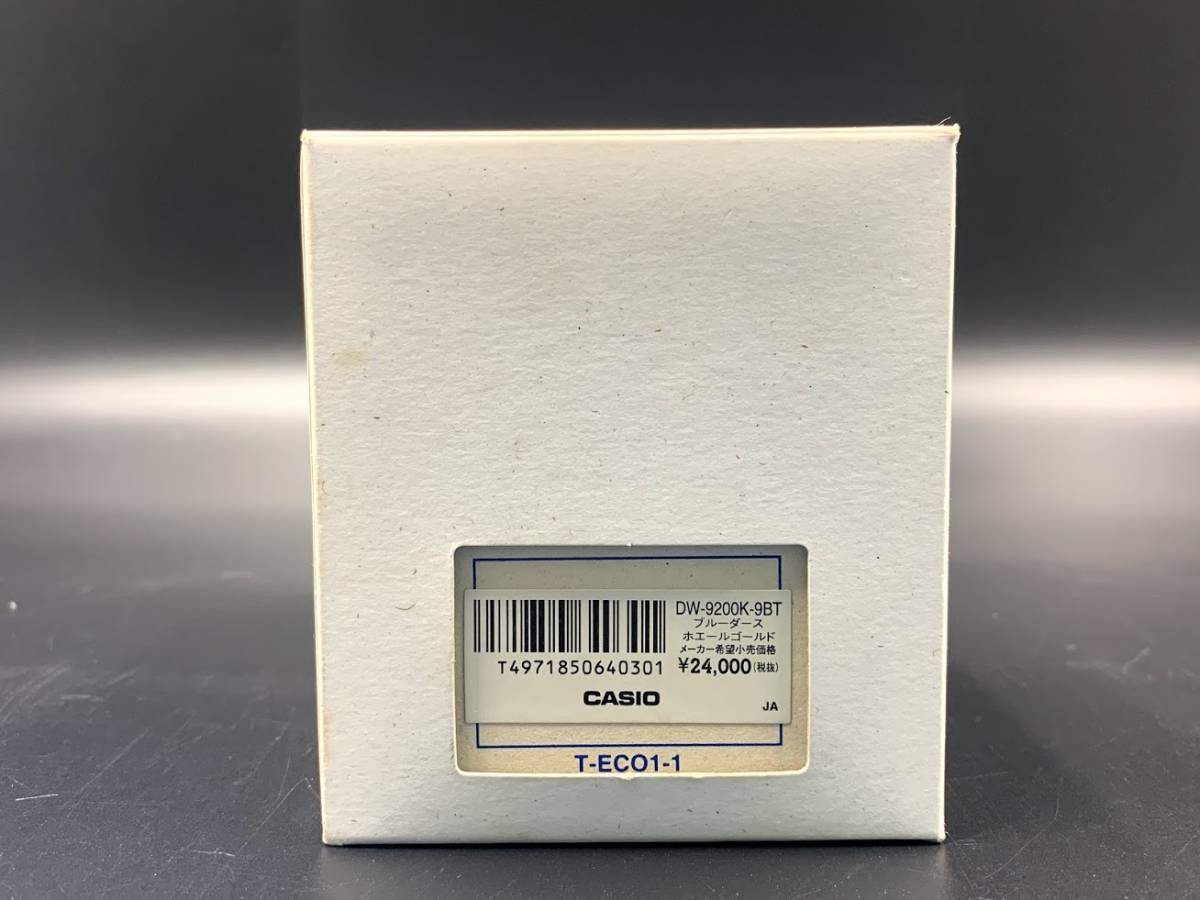 DW-9200K-9BT
ブルーダース
ホエールゴールド
メーカー希望小売価格
T4971850640301
¥24,000(税抜)
CASIO
JA
T-ECO1-1